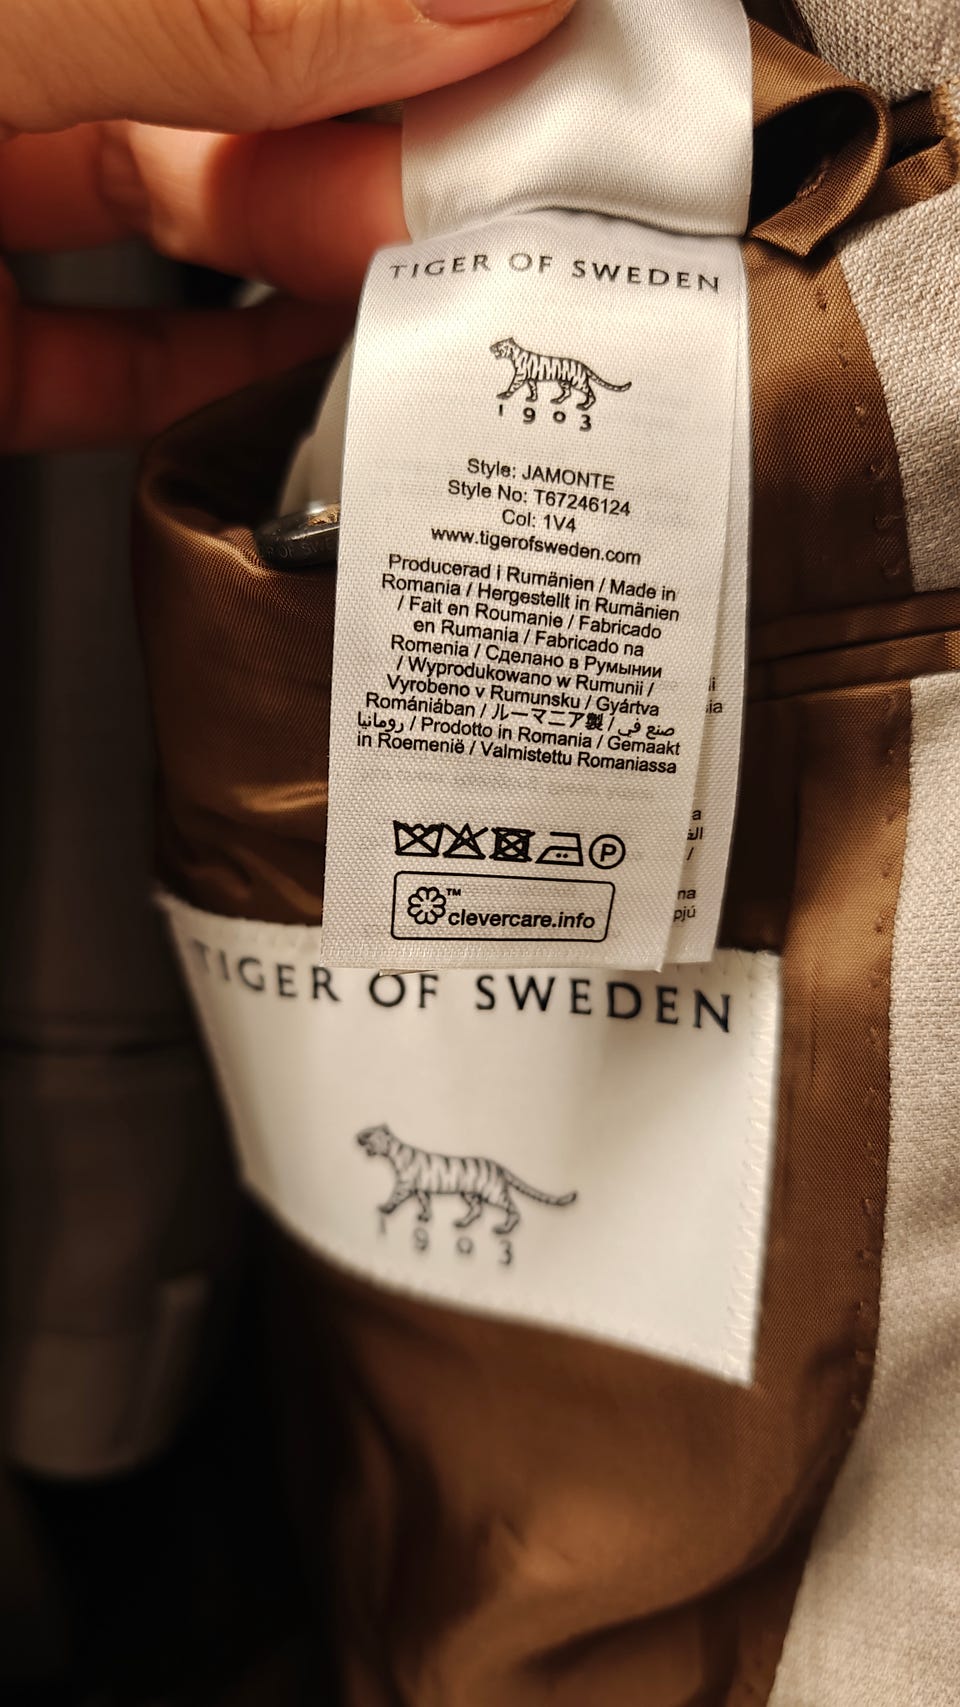 TIGER OF SWEDEN
1903
Style: JAMONTE
Style No: T67246124
Col: 1V4
www.tigerofsweden.com
Producerad i Rumänien / Made in
Romania / Hergestellt in Rumänien
/ Fait en Roumanie / Fabricado
en Rumania / Fabricado na
Romenia / Сделано в Румынии
/ Wyprodukowano w Rumunii /
Vyrobeno v Rumunsku / Gyártva
Romániában / ルーマニア製 / صنع في
رومانيا / Prodotto in Romania / Gemaakt
in Roemenië / Valmistettu Romaniassa
P
™
clevercare.info
TIGER OF SWEDEN
1903